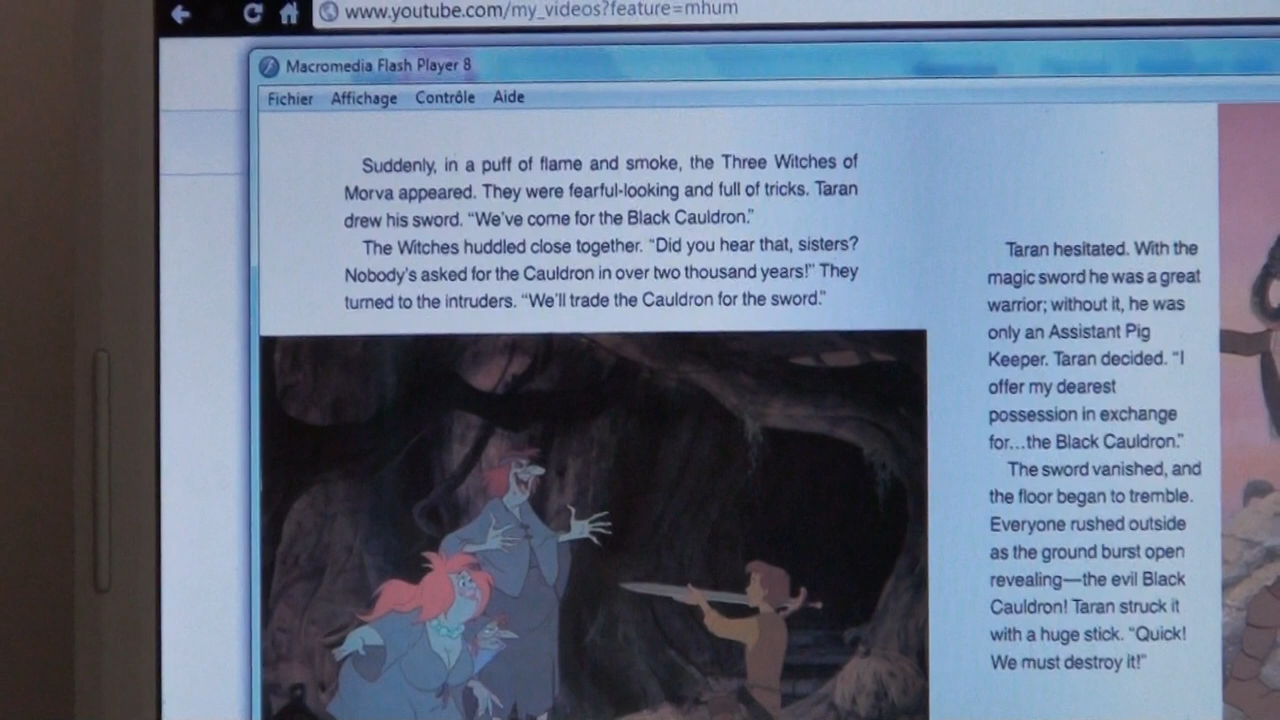 www.youtube.com/my_videos?feature=mhum
Macromedia Flash Player 8
Fichier Affichage Contrôle Aide
Suddenly, in a puff of flame and smoke, the Three Witches of
Morva appeared. They were fearful-looking and full of tricks. Taran
drew his sword. “We’ve come for the Black Cauldron.”
The Witches huddled close together. “Did you hear that, sisters?
Nobody’s asked for the Cauldron in over two thousand years!” They
turned to the intruders. “We’ll trade the Cauldron for the sword.”
Taran hesitated. With the
magic sword he was a great
warrior; without it, he was
only an Assistant Pig
Keeper. Taran decided. “I
offer my dearest
possession in exchange
for...the Black Cauldron.”
The sword vanished, and
the floor began to tremble.
Everyone rushed outside
as the ground burst open
revealing—the evil Black
Cauldron! Taran struck it
with a huge stick. “Quick!
We must destroy it!”